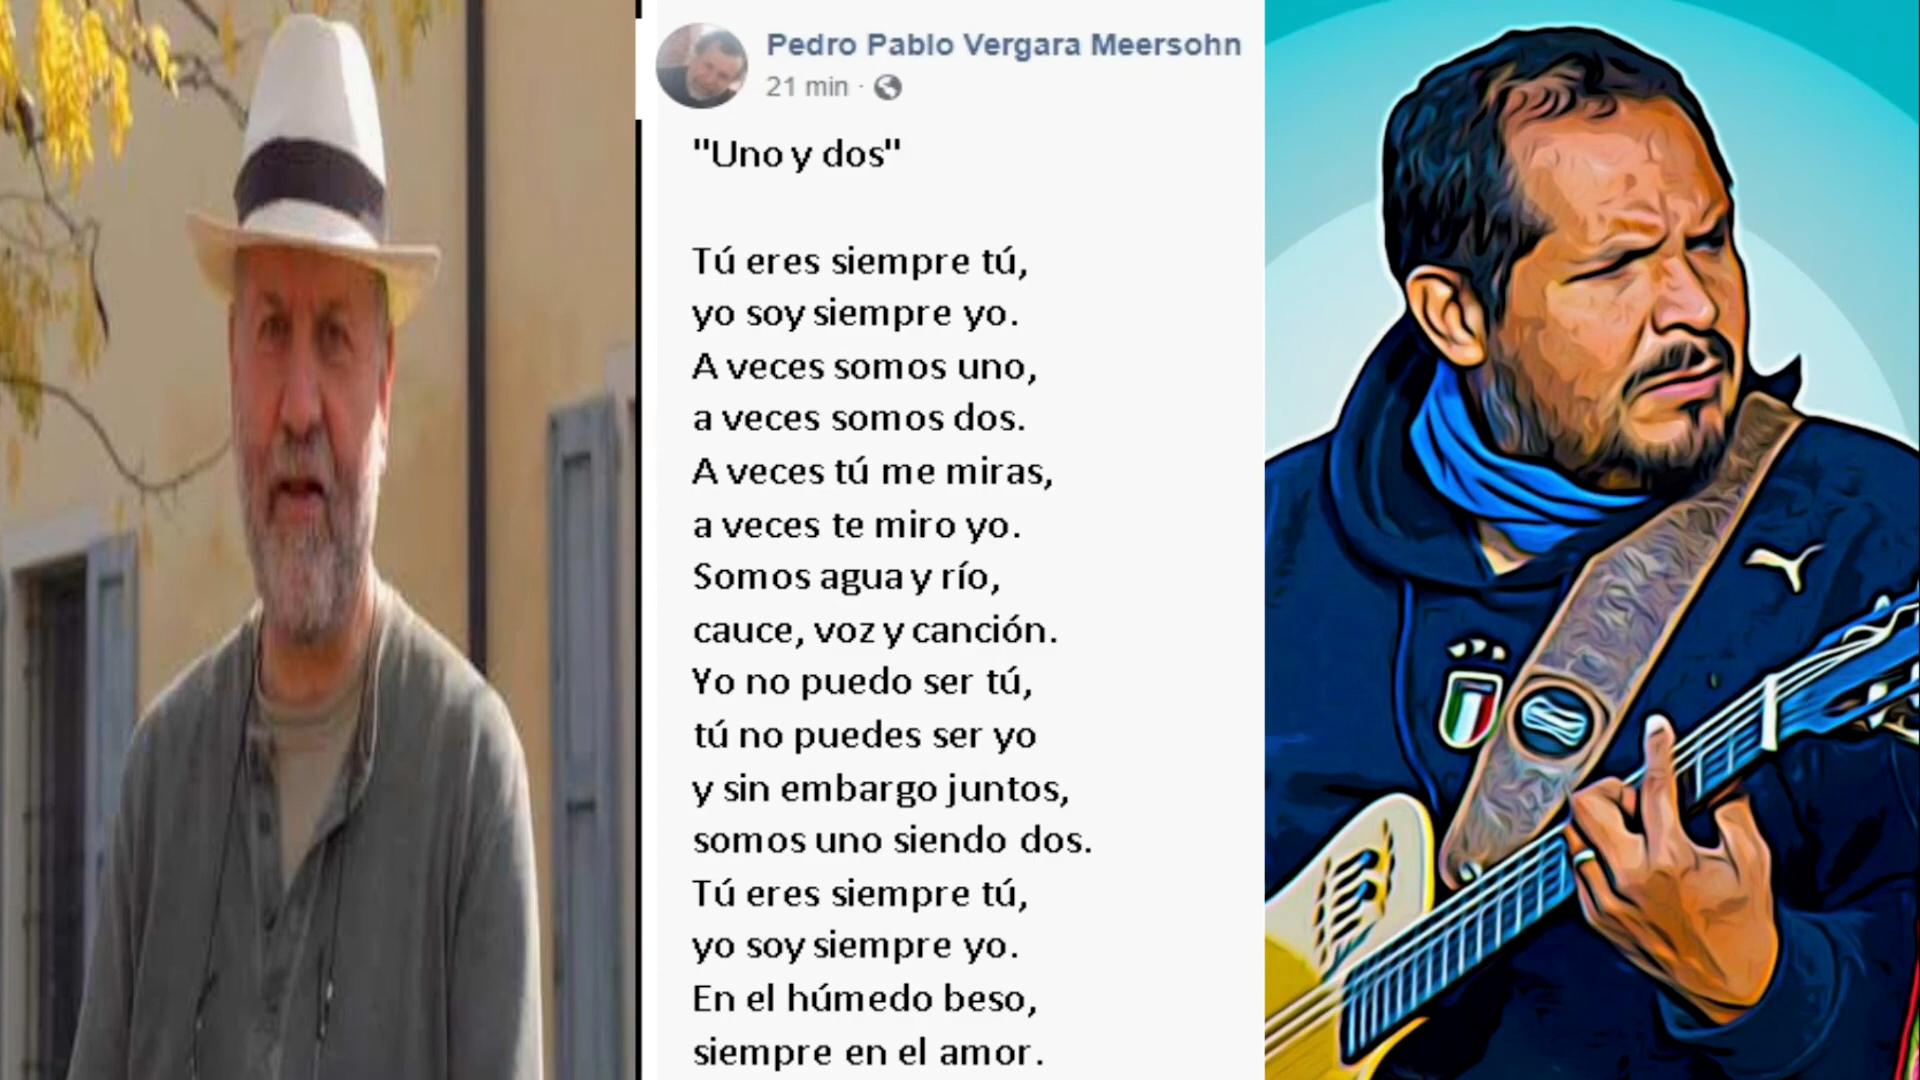 Pedro Pablo Vergara Meersohn
21 min ·
"Uno y dos"
Tú eres siempre tú,
yo soy siempre yo.
A veces somos uno,
a veces somos dos.
A veces tú me miras,
a veces te miro yo.
Somos agua y río,
cauce, voz y canción.
Yo no puedo ser tú,
tú no puedes ser yo
y sin embargo juntos,
somos uno siendo dos.
Tú eres siempre tú,
yo soy siempre yo.
En el húmedo beso,
siempre en el amor.